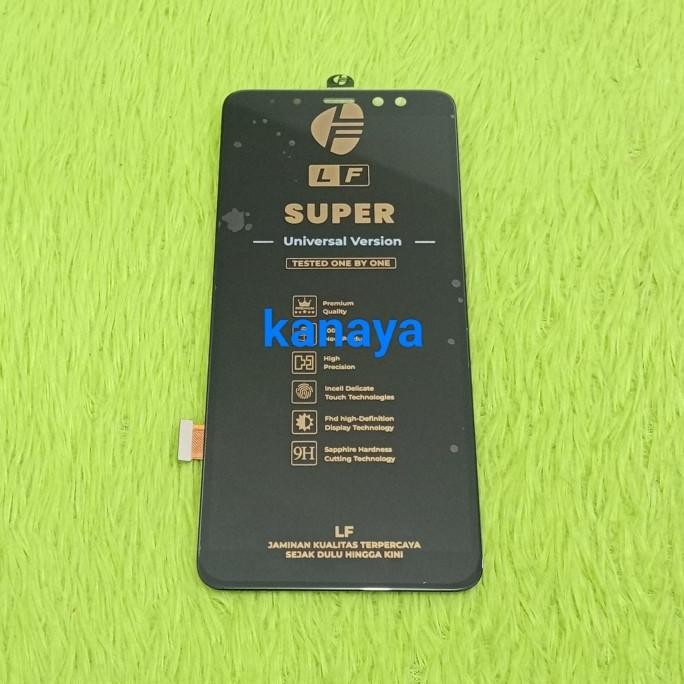 LF
SUPER
Universal Version
TESTED ONE BY ONE
PREMIUM
Premium
Quality
kanaya
High
Precision
Incell Delicate
Touch Technologies
Fhd high-Definition
Display Technology
9H
Sapphire Hardness
Cutting Technology
LF
JAMINAN KUALITAS TERPERCAYA
SEJAK DULU HINGGA KINI